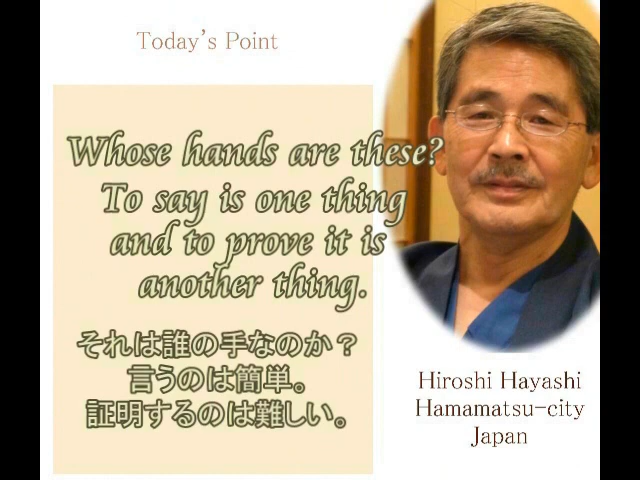 Today's Point
Whose hands are these?
To say is one thing
and to prove it is
another thing.
それは誰の手なのか？
言うのは簡単。
証明するのは難しい。
Hiroshi Hayashi
Hamamatsu-city
Japan